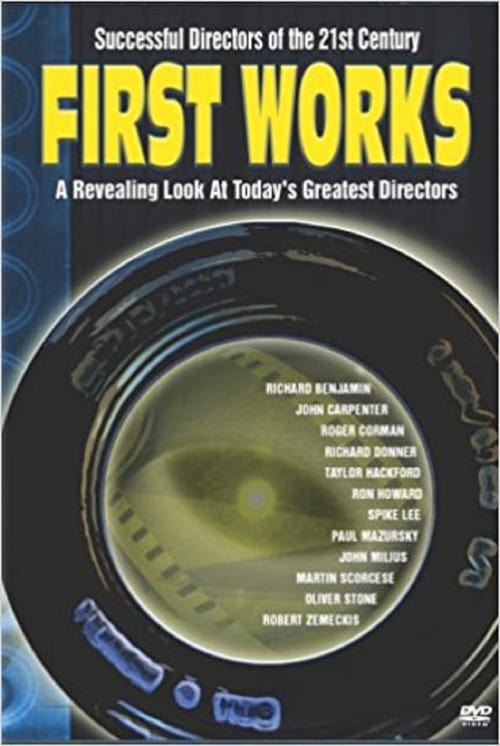 Successful Directors of the 21st Century
FIRST WORKS
A Revealing Look At Today's Greatest Directors
RICHARD BENJAMIN
JOHN CARPENTER
ROGER CORMAN
RICHARD DONNER
TAYLOR HACKFORD
RON HOWARD
SPIKE LEE
PAUL MAZURSKY
JOHN MILIUS
MARTIN SCORCESE
OLIVER STONE
ROBERT ZEMECKIS
DVD
VIDEO